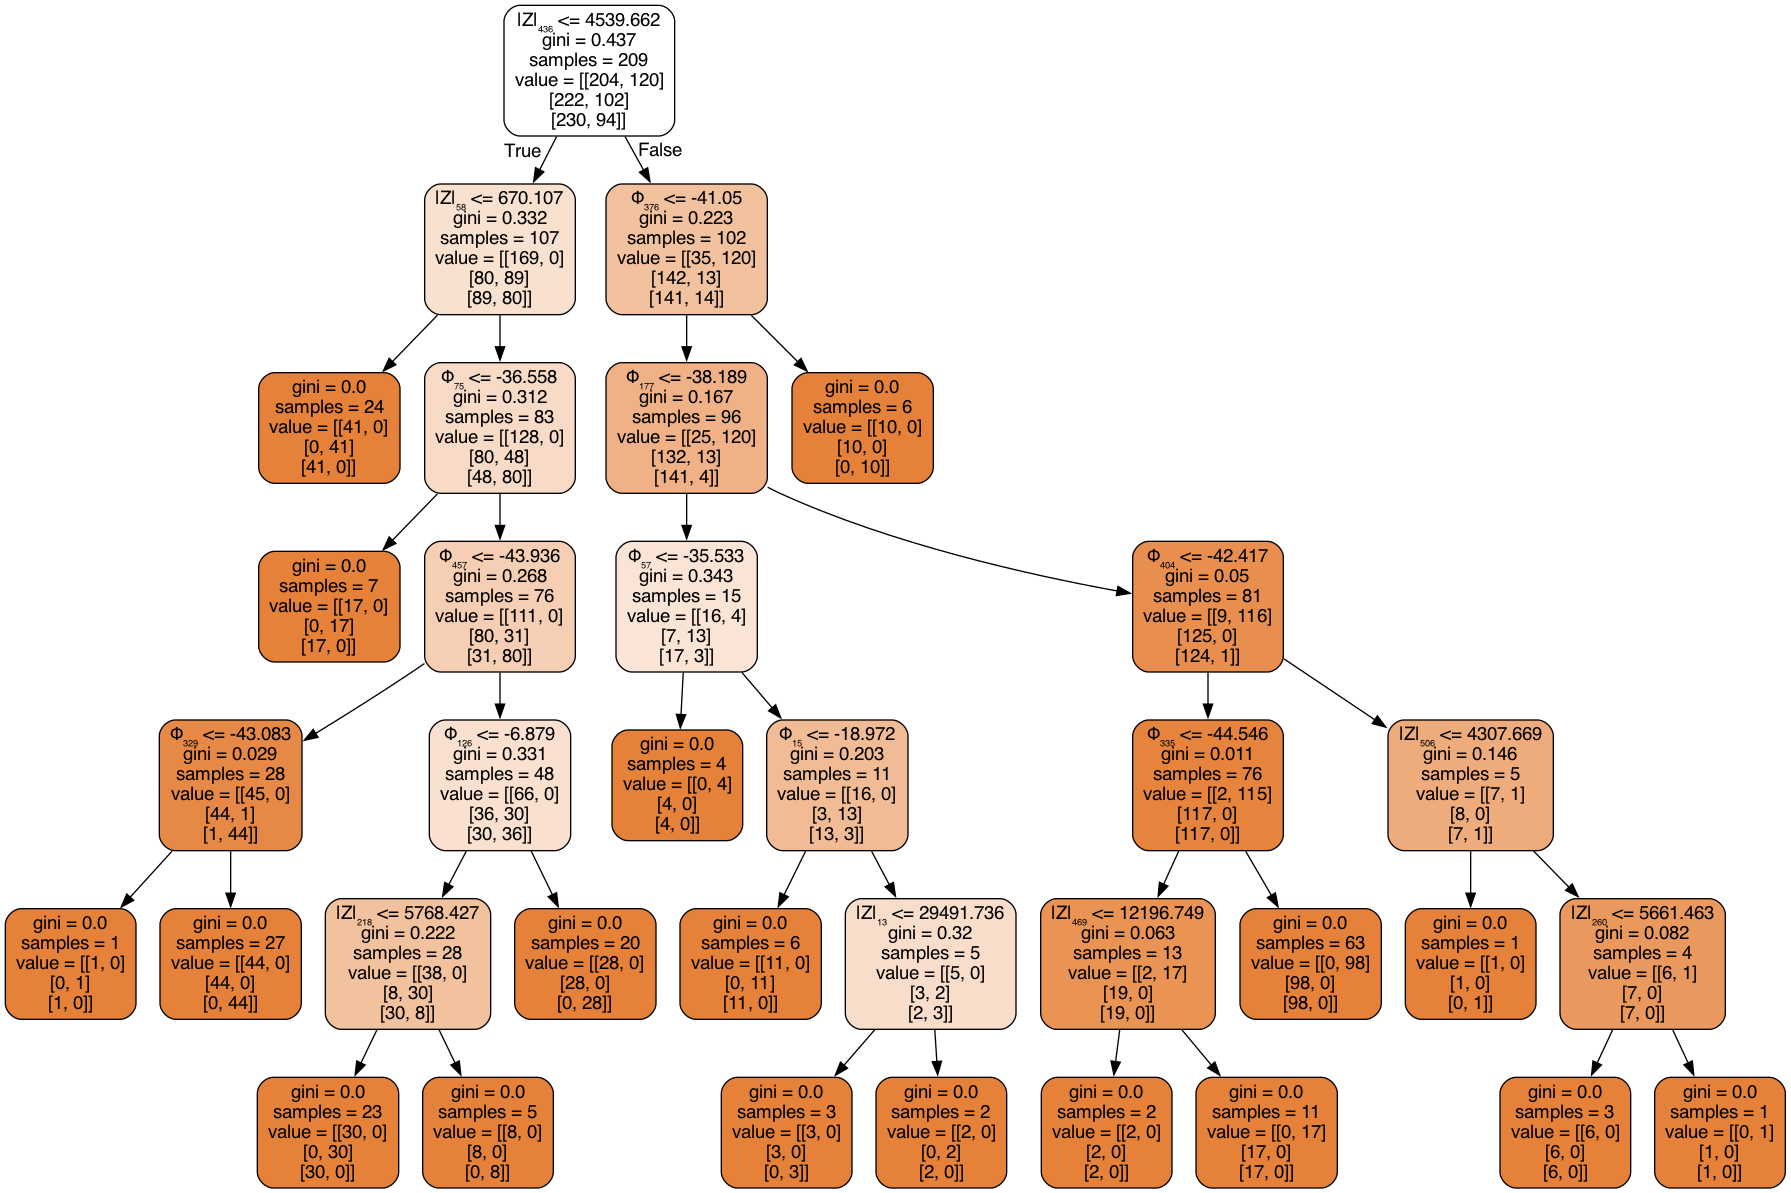 |Z|₄₃₆ <= 4539.662
gini = 0.437
samples = 209
value = [[204, 120]
[222, 102]
[230, 94]]
True
False
|Z|₅₈ <= 670.107
gini = 0.332
samples = 107
value = [[169, 0]
[80, 89]
[89, 80]]
Φ₃₇₆ <= -41.05
gini = 0.223
samples = 102
value = [[35, 120]
[142, 13]
[141, 14]]
gini = 0.0
samples = 24
value = [[41, 0]
[0, 41]
[41, 0]]
Φ₇₅ <= -36.558
gini = 0.312
samples = 83
value = [[128, 0]
[80, 48]
[48, 80]]
Φ₁₇₇ <= -38.189
gini = 0.167
samples = 96
value = [[25, 120]
[132, 13]
[141, 4]]
gini = 0.0
samples = 6
value = [[10, 0]
[10, 0]
[0, 10]]
gini = 0.0
samples = 7
value = [[17, 0]
[0, 17]
[17, 0]]
Φ₄₅₇ <= -43.936
gini = 0.268
samples = 76
value = [[111, 0]
[80, 31]
[31, 80]]
Φ₅₇ <= -35.533
gini = 0.343
samples = 15
value = [[16, 4]
[7, 13]
[17, 3]]
Φ₄₀₄ <= -42.417
gini = 0.05
samples = 81
value = [[9, 116]
[125, 0]
[124, 1]]
Φ₃₂₉ <= -43.083
gini = 0.029
samples = 28
value = [[45, 0]
[44, 1]
[1, 44]]
Φ₁₂₆ <= -6.879
gini = 0.331
samples = 48
value = [[66, 0]
[36, 30]
[30, 36]]
gini = 0.0
samples = 4
value = [[0, 4]
[4, 0]
[4, 0]]
Φ₁₅ <= -18.972
gini = 0.203
samples = 11
value = [[16, 0]
[3, 13]
[13, 3]]
Φ₃₃₅ <= -44.546
gini = 0.011
samples = 76
value = [[2, 115]
[117, 0]
[117, 0]]
|Z|₅₀₆ <= 4307.669
gini = 0.146
samples = 5
value = [[7, 1]
[8, 0]
[7, 1]]
gini = 0.0
samples = 1
value = [[1, 0]
[0, 1]
[1, 0]]
gini = 0.0
samples = 27
value = [[44, 0]
[44, 0]
[0, 44]]
|Z|₂₁₈ <= 5768.427
gini = 0.222
samples = 28
value = [[38, 0]
[8, 30]
[30, 8]]
gini = 0.0
samples = 20
value = [[28, 0]
[28, 0]
[0, 28]]
gini = 0.0
samples = 6
value = [[11, 0]
[0, 11]
[11, 0]]
|Z|₁₃ <= 29491.736
gini = 0.32
samples = 5
value = [[5, 0]
[3, 2]
[2, 3]]
|Z|₄₆₉ <= 12196.749
gini = 0.063
samples = 13
value = [[2, 17]
[19, 0]
[19, 0]]
gini = 0.0
samples = 63
value = [[0, 98]
[98, 0]
[98, 0]]
gini = 0.0
samples = 1
value = [[1, 0]
[1, 0]
[0, 1]]
|Z|₂₆₀ <= 5661.463
gini = 0.082
samples = 4
value = [[6, 1]
[7, 0]
[7, 0]]
gini = 0.0
samples = 23
value = [[30, 0]
[0, 30]
[30, 0]]
gini = 0.0
samples = 5
value = [[8, 0]
[8, 0]
[0, 8]]
gini = 0.0
samples = 3
value = [[3, 0]
[3, 0]
[0, 3]]
gini = 0.0
samples = 2
value = [[2, 0]
[0, 2]
[2, 0]]
gini = 0.0
samples = 2
value = [[2, 0]
[2, 0]
[2, 0]]
gini = 0.0
samples = 11
value = [[0, 17]
[17, 0]
[17, 0]]
gini = 0.0
samples = 3
value = [[6, 0]
[6, 0]
[6, 0]]
gini = 0.0
samples = 1
value = [[0, 1]
[1, 0]
[1, 0]]